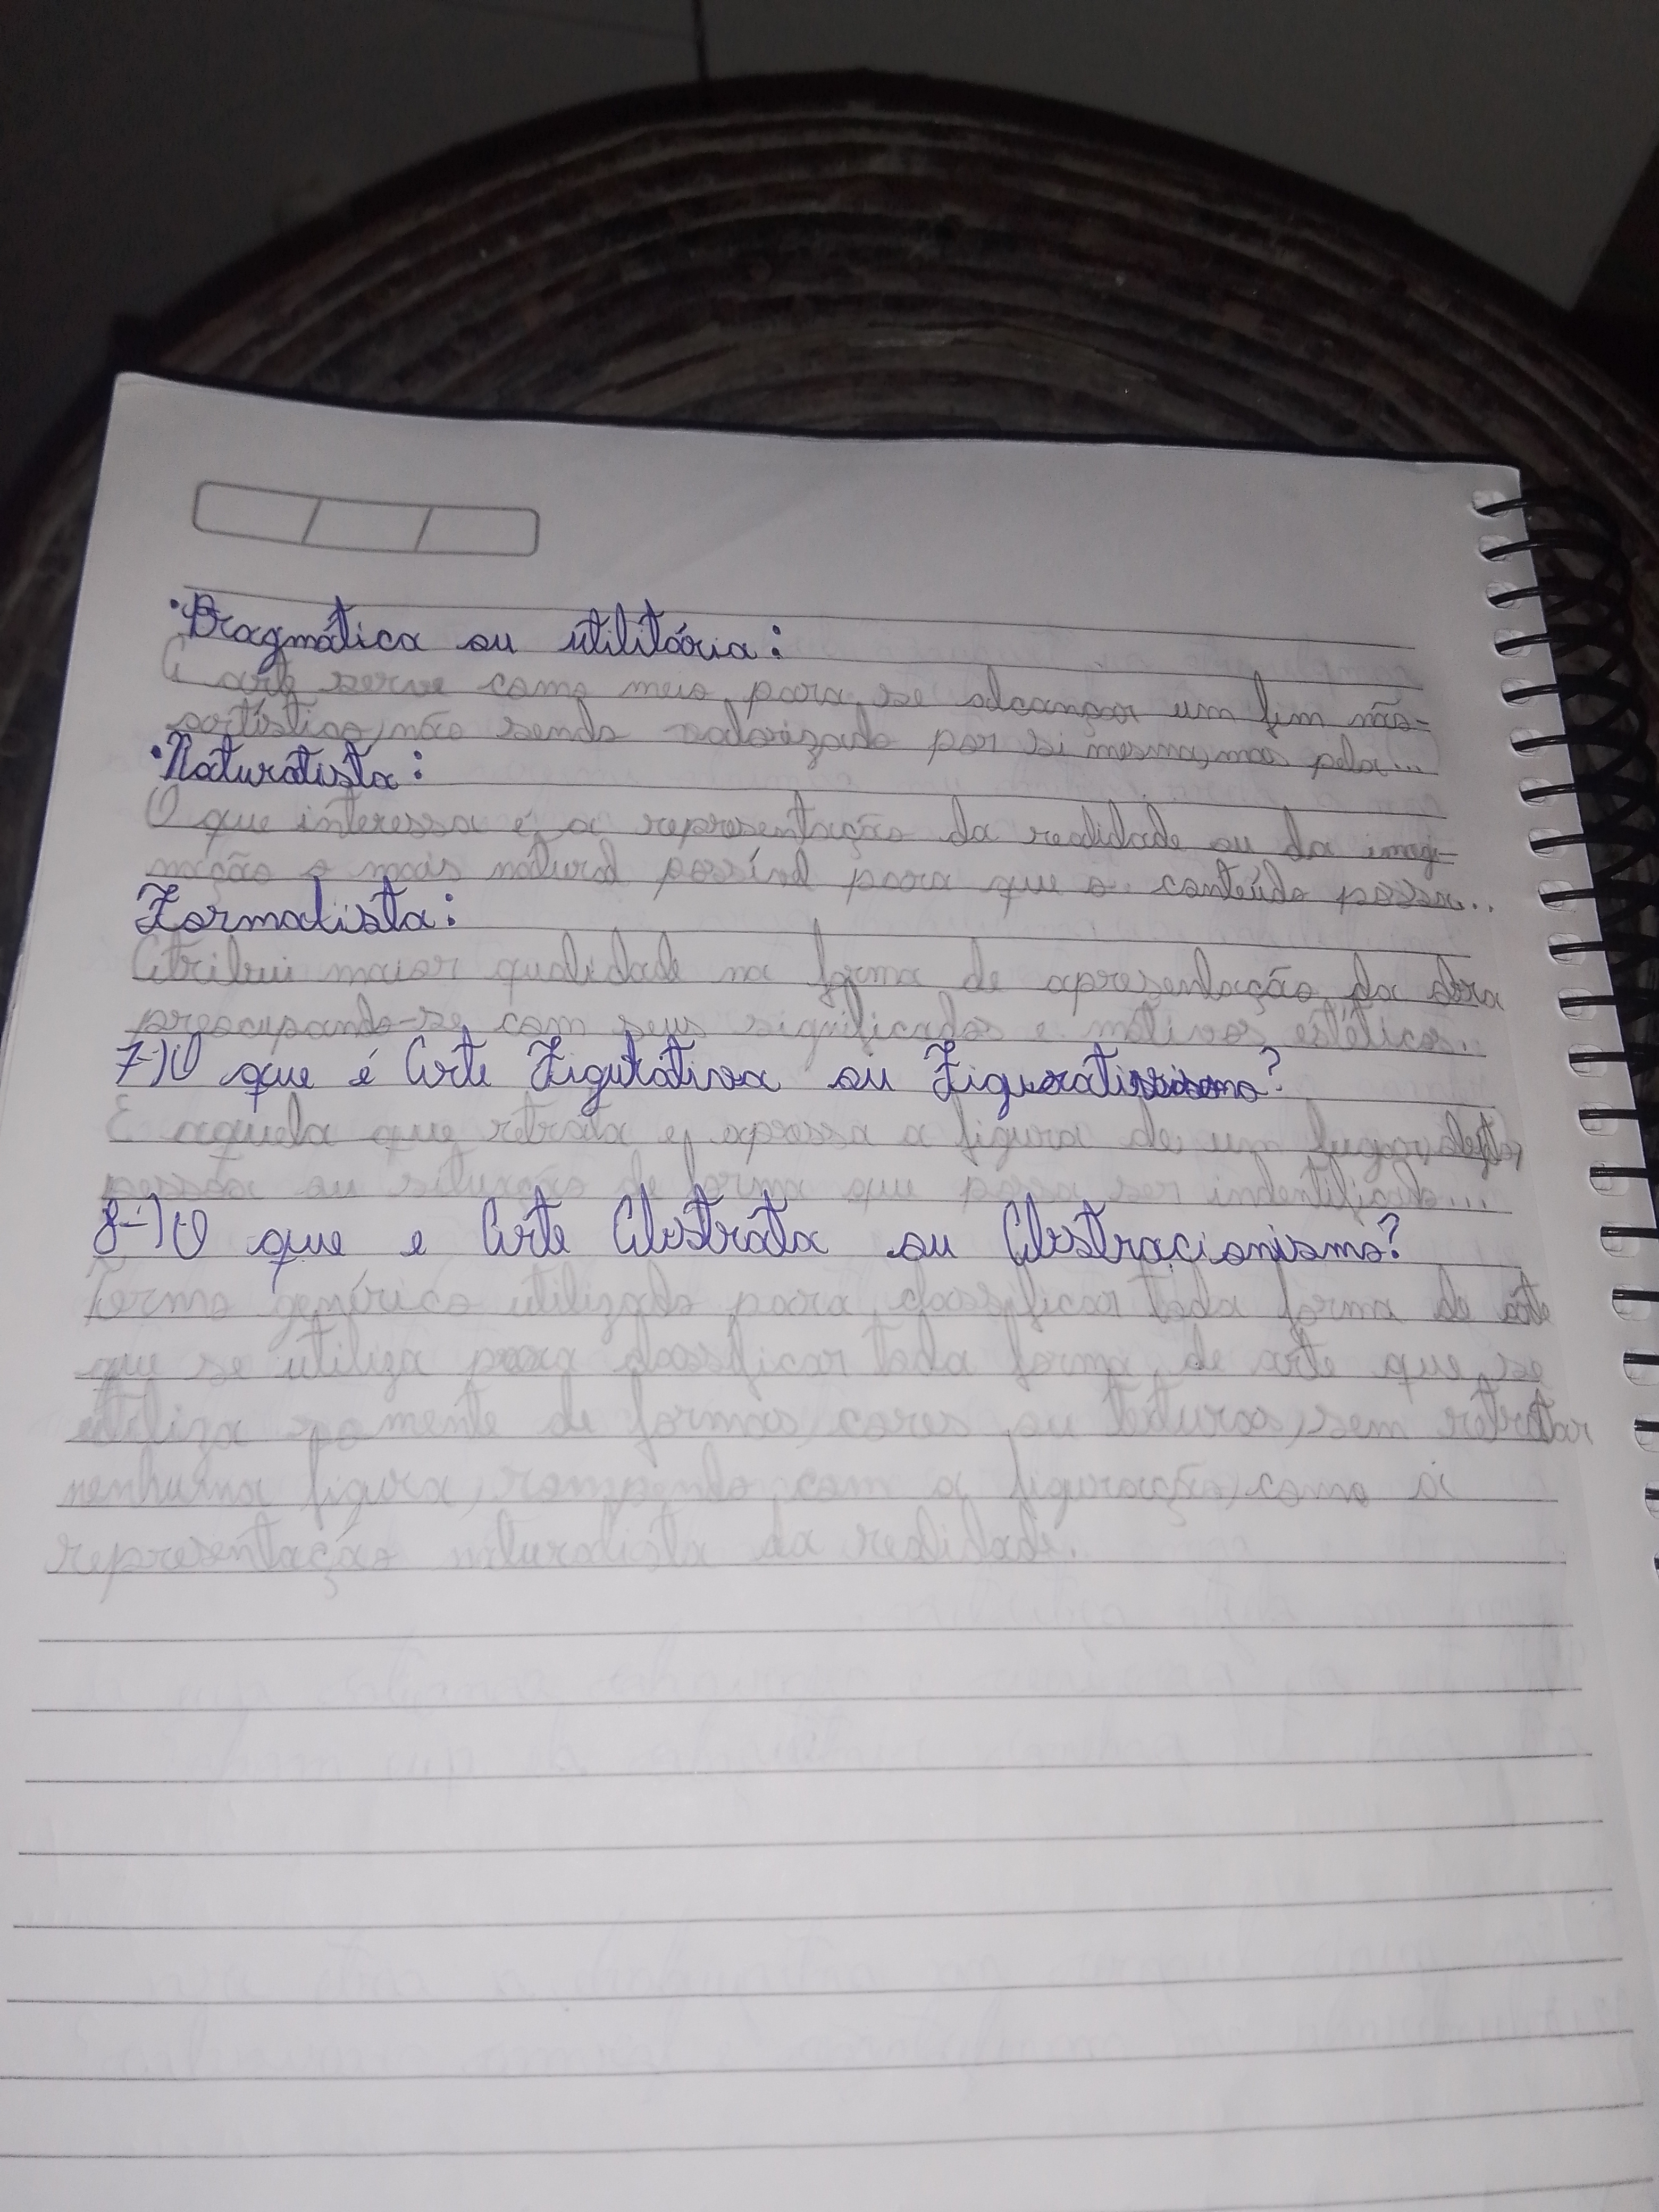 •Pragmática ou utilitária:
A arte serve como meio para se alcançar um fim não-
artístico, não sendo valorizada por si mesma, com pela...
•Naturalista:
O que interessa é a representação da realidade ou da imagi-
nação o mais natural possível para que o conteúdo possa...
Formalista:
Atribui maior qualidade na forma de apresentação da obra
preocupando-se com seus significados e estéticos...
7-)O que é Arte Figurativa ou Figurativismo?
É aquela que retrata e expressa a figura de um lugar, objeto,
pessoa ou situação de forma que possa ser indentificado...
8-)O que e Arte Abstrata ou Abstracionismo?
Termo genérico utilizado para classificar toda forma de arte
que se utiliza para classificar toda forma de arte que se
utiliza somente de formas, cores ou texturas, sem retratar
nenhuma figura, rompendo com a figuração, como a
representação naturalista da realidade.